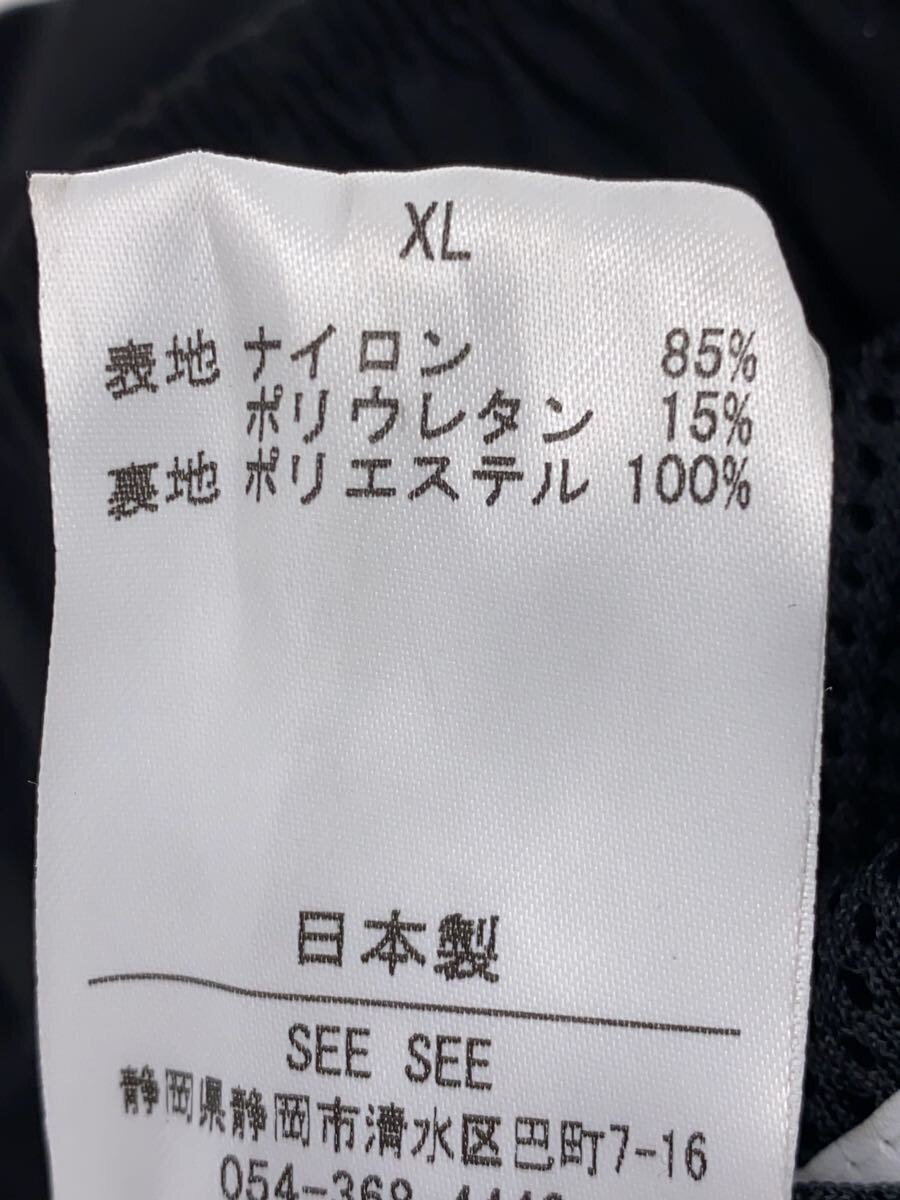 XL
表地 ナイロン 85%
ポリウレタン 15%
裏地 ポリエステル 100%
日本製
SEE SEE
静岡県静岡市清水区巴町7-16
054-368